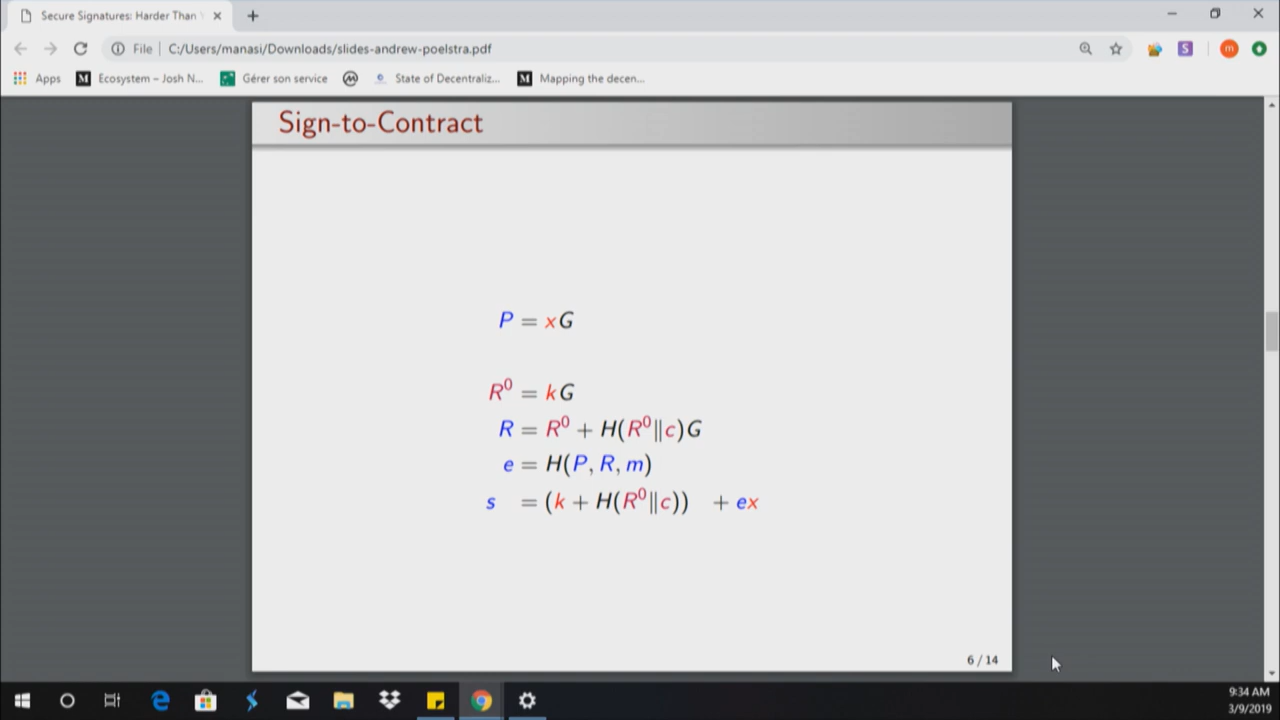 Secure Signatures: Harder Than
File
C:/Users/manasi/Downloads/slides-andrew-poelstra.pdf
S
m
Apps
M Ecosystem – Josh N...
Gérer son service
State of Decentraliz...
M Mapping the decen...
Sign-to-Contract
P = xG
R⁰ = kG
R = R⁰ + H(R⁰‖c)G
e = H(P, R, m)
s = (k + H(R⁰‖c)) + ex
6 / 14
9:34 AM
3/9/2019